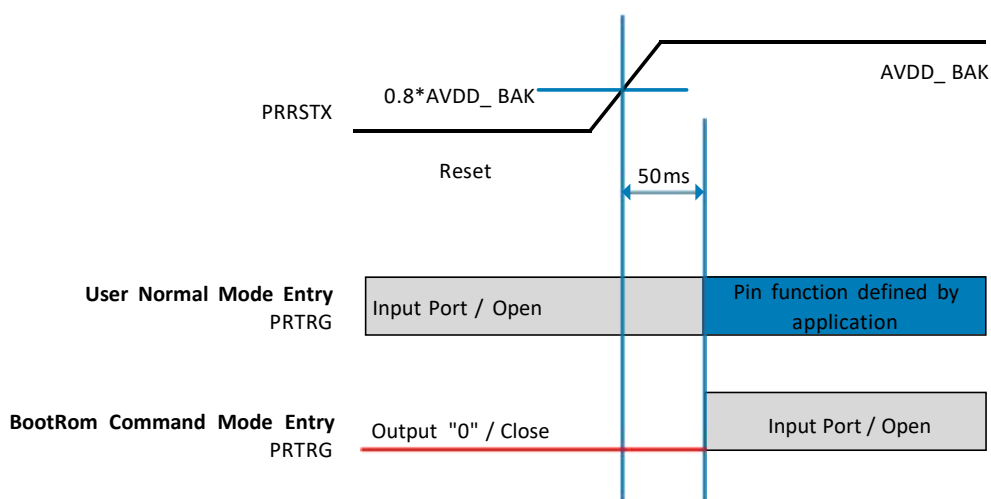 AVDD_ BAK
0.8*AVDD_ BAK
PRRSTX
Reset
50ms
User Normal Mode Entry
PRTRG
Input Port / Open
Pin function defined by
application
BootRom Command Mode Entry
PRTRG
Output "0" / Close
Input Port / Open